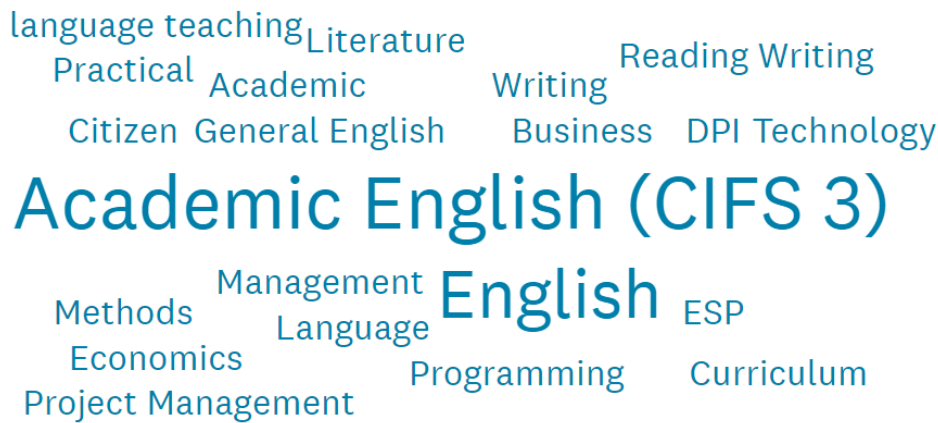 language teaching Literature
Practical Academic Writing Reading Writing
Citizen General English Business DPI Technology
Academic English (CIFS 3)
Management English
Methods Language ESP
Economics Programming Curriculum
Project Management